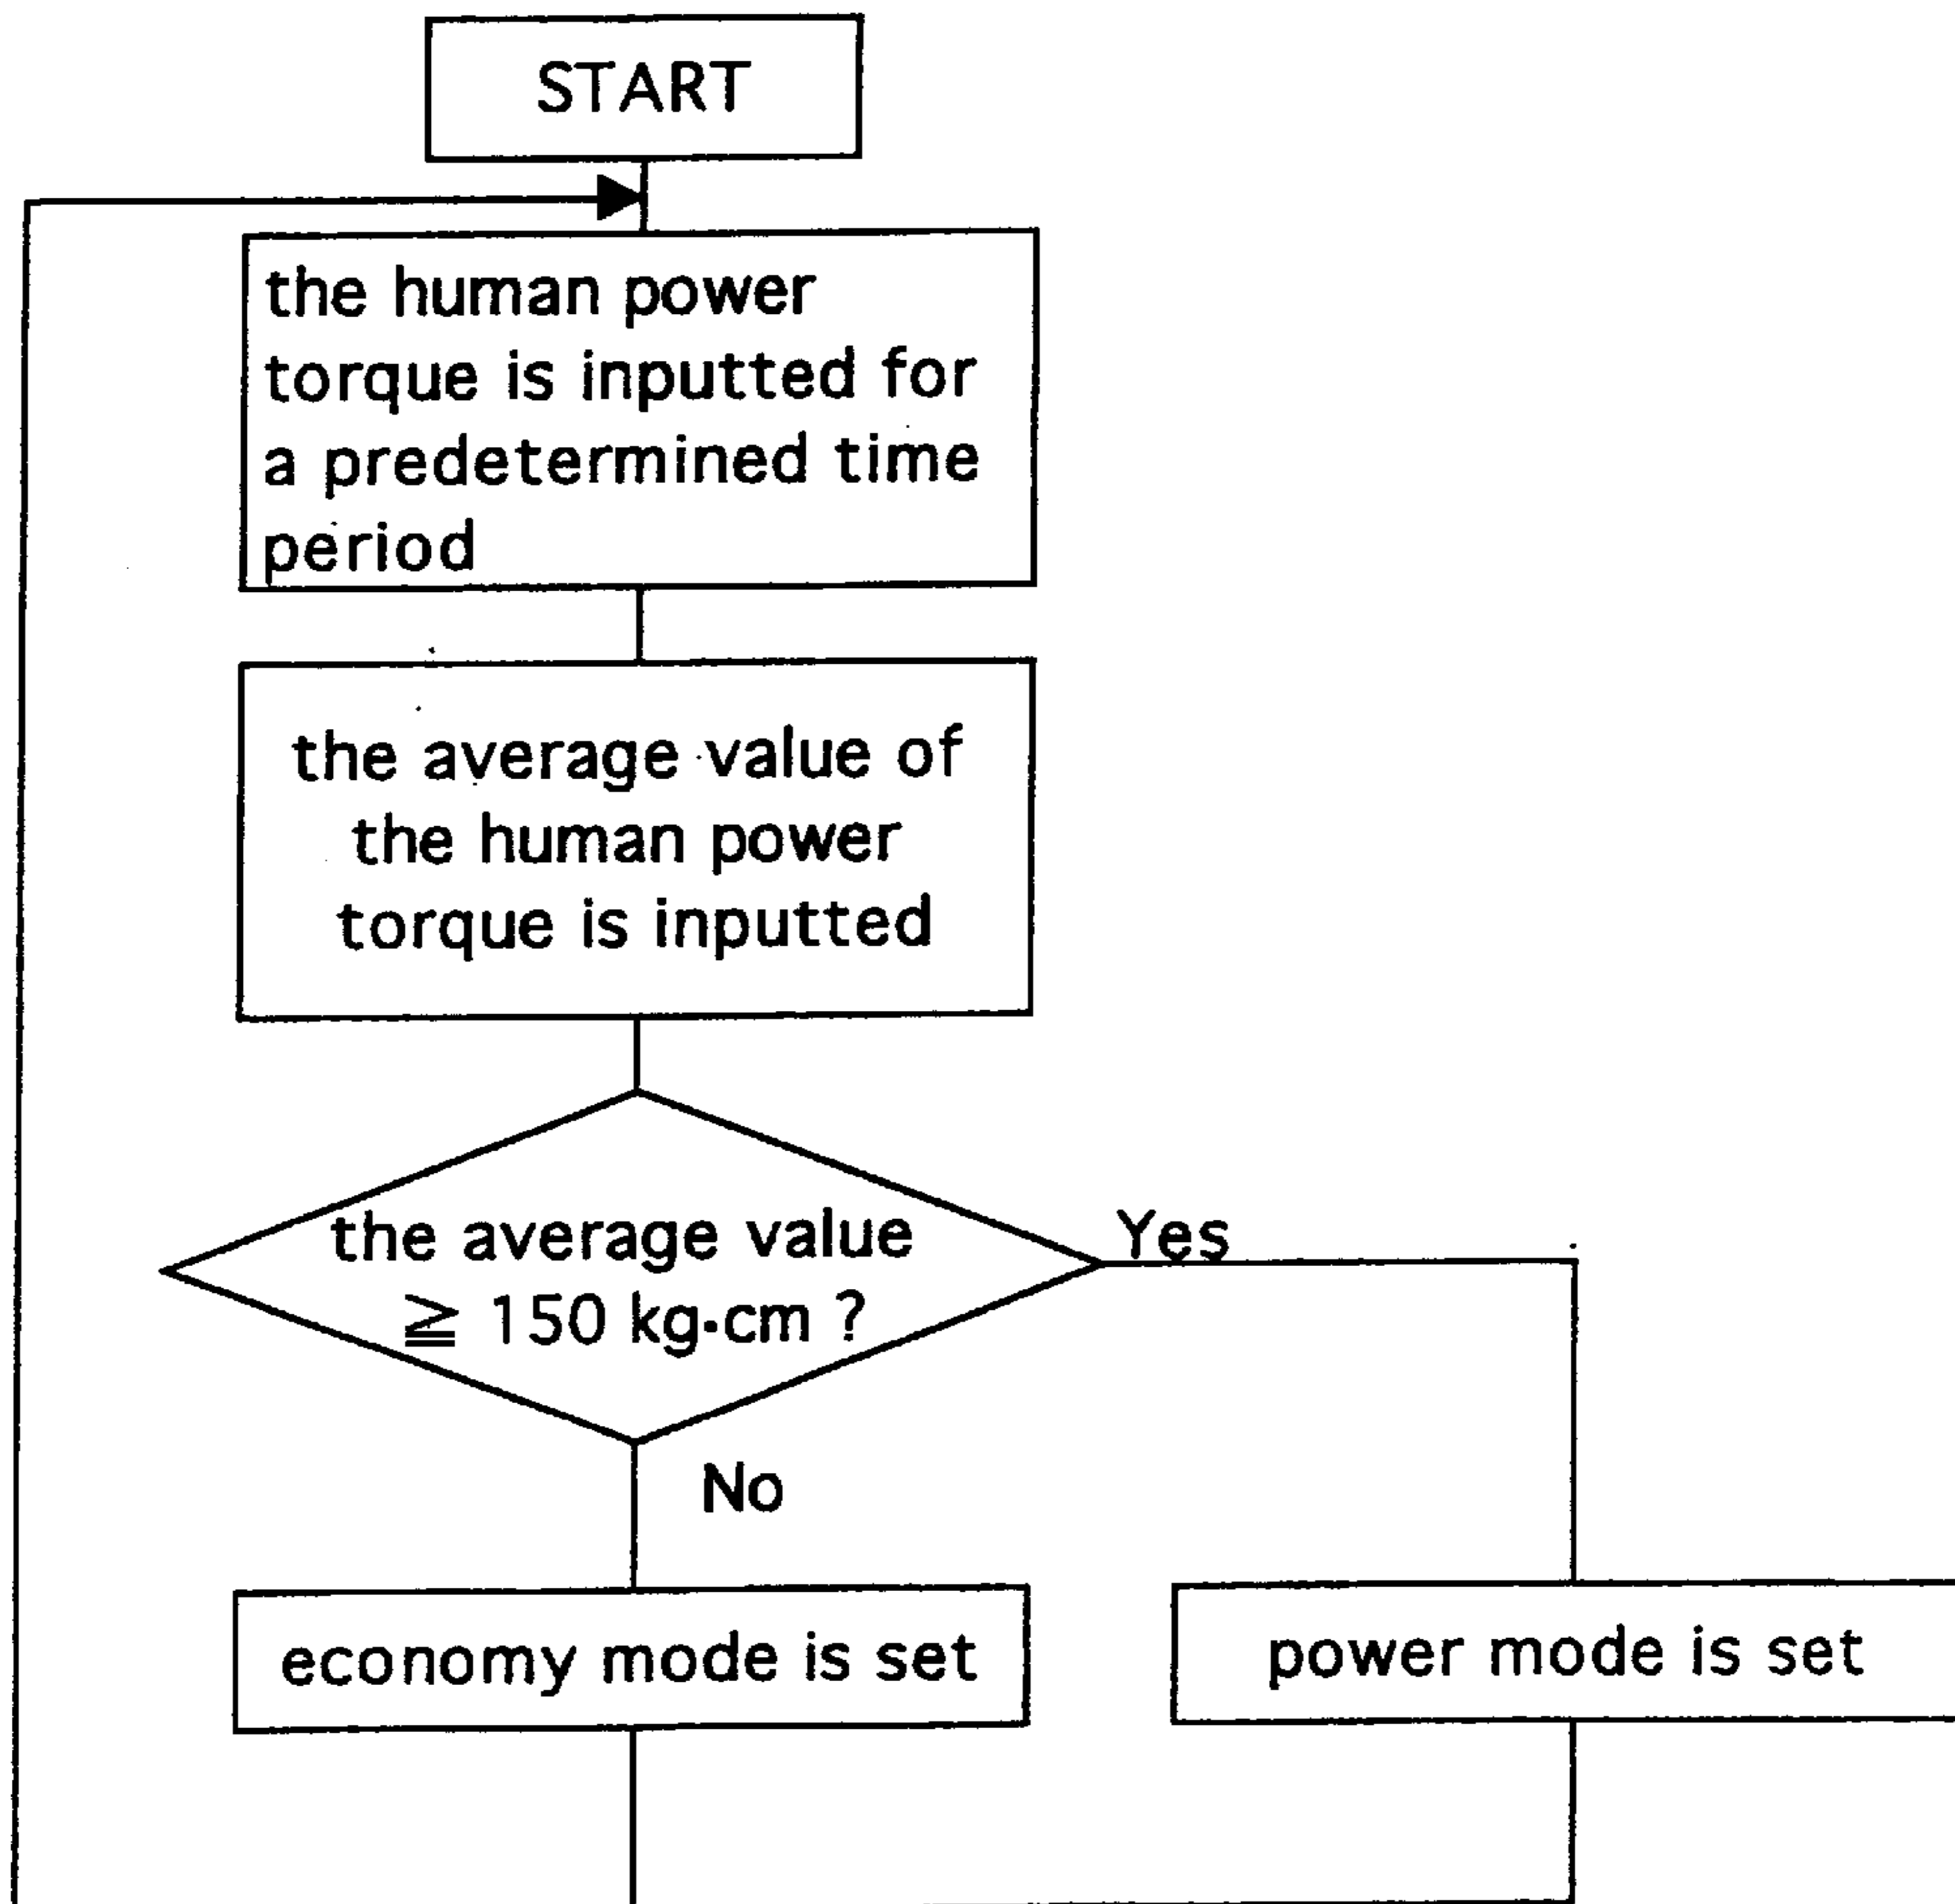 START
the human power
torque is inputted for
a predetermined time
period
the average value of
the human power
torque is inputted
the average value
≧ 150 kg·cm ?
Yes
No
economy mode is set
power mode is set